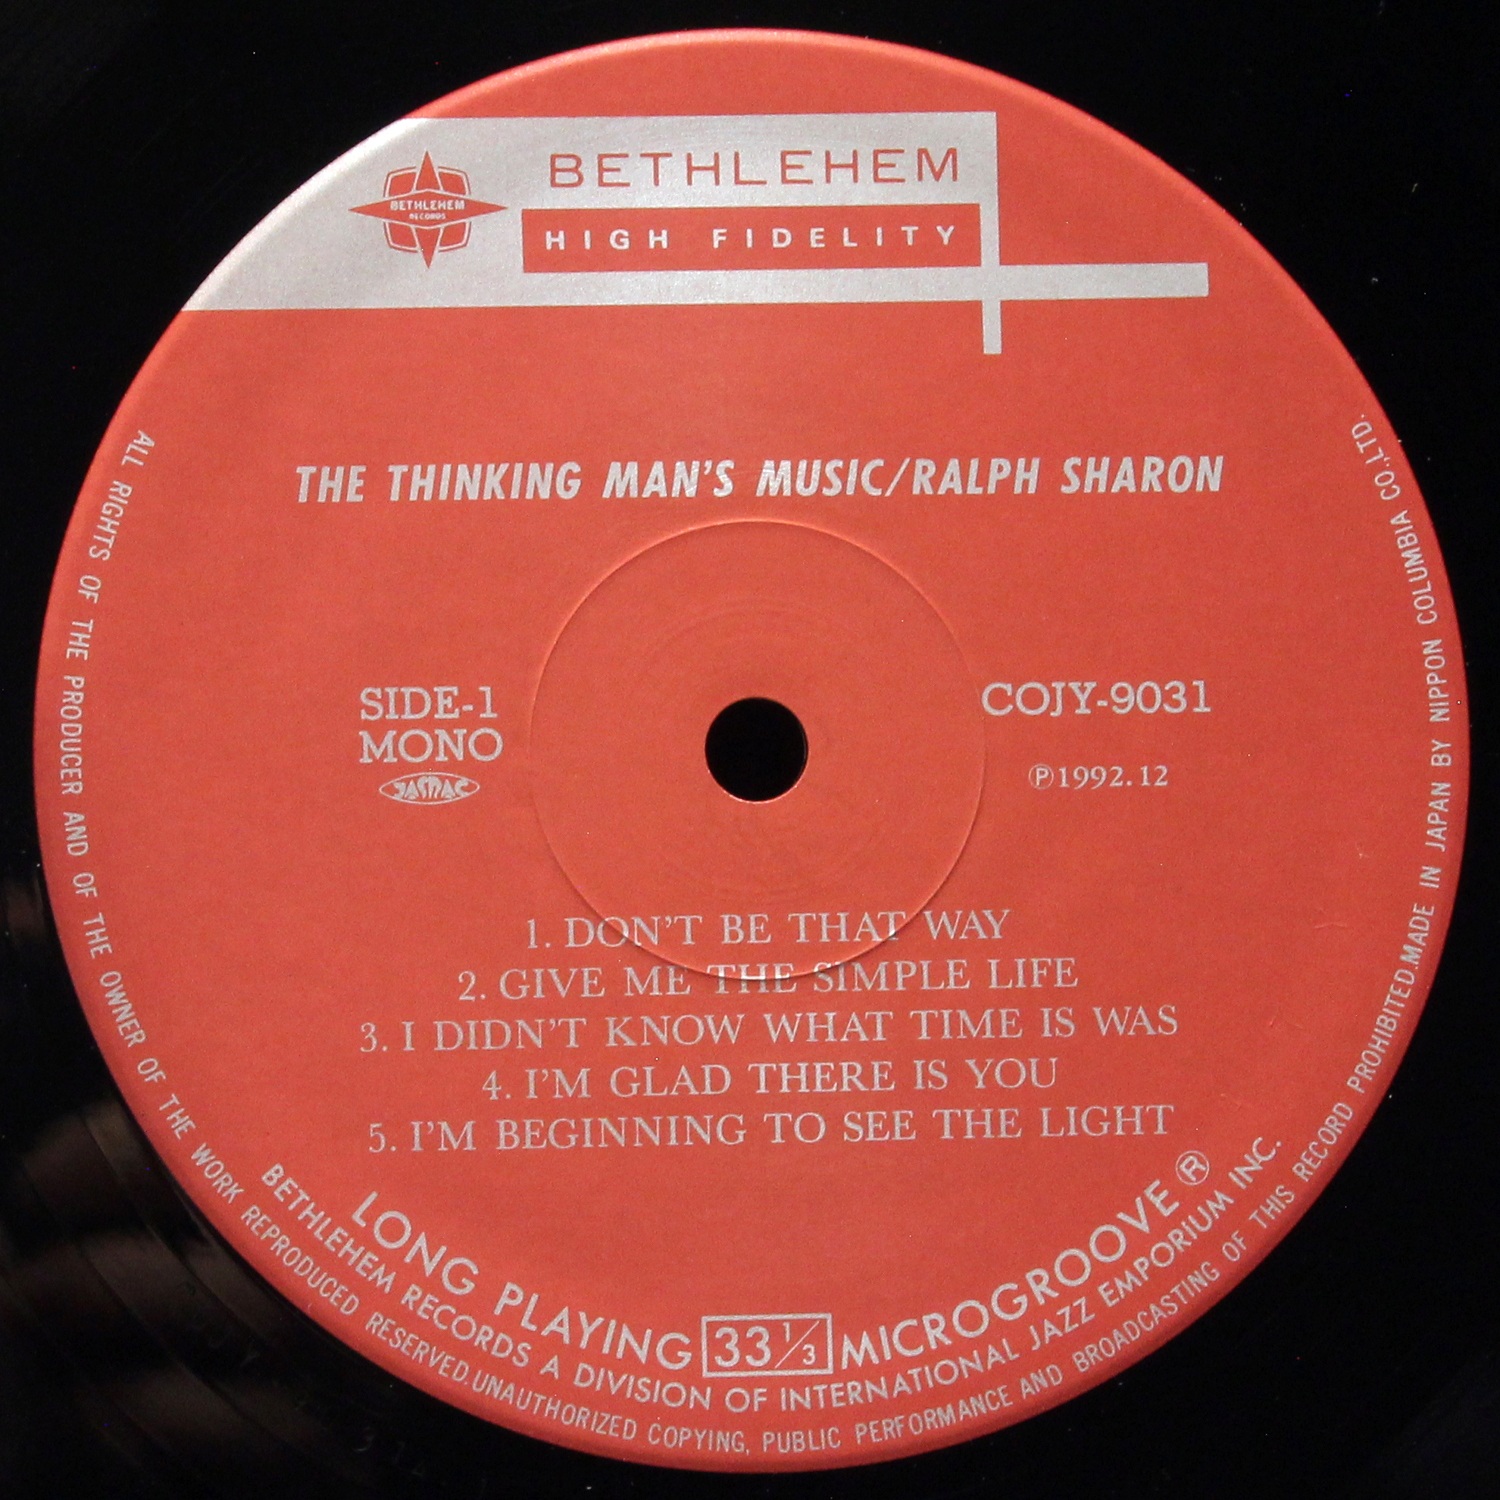 BETHLEHEM
BETHLEHEM
RECORDS
HIGH FIDELITY
THE THINKING MAN'S MUSIC/RALPH SHARON
SIDE-1
MONO
JASRAC
COJY-9031
Ⓟ1992.12
1. DON'T BE THAT WAY
2. GIVE ME THE SIMPLE LIFE
3. I DIDN'T KNOW WHAT TIME IS WAS
4. I'M GLAD THERE IS YOU
5. I'M BEGINNING TO SEE THE LIGHT
LONG PLAYING 33 1/3 MICROGROOVE ®
BETHLEHEM RECORDS A DIVISION OF INTERNATIONAL JAZZ EMPORIUM INC.
ALL RIGHTS OF THE PRODUCER AND OF THE OWNER OF THE WORK REPRODUCED RESERVED. UNAUTHORIZED COPYING, PUBLIC PERFORMANCE AND BROADCASTING OF THIS RECORD PROHIBITED. MADE IN JAPAN BY NIPPON COLUMBIA CO., LTD.